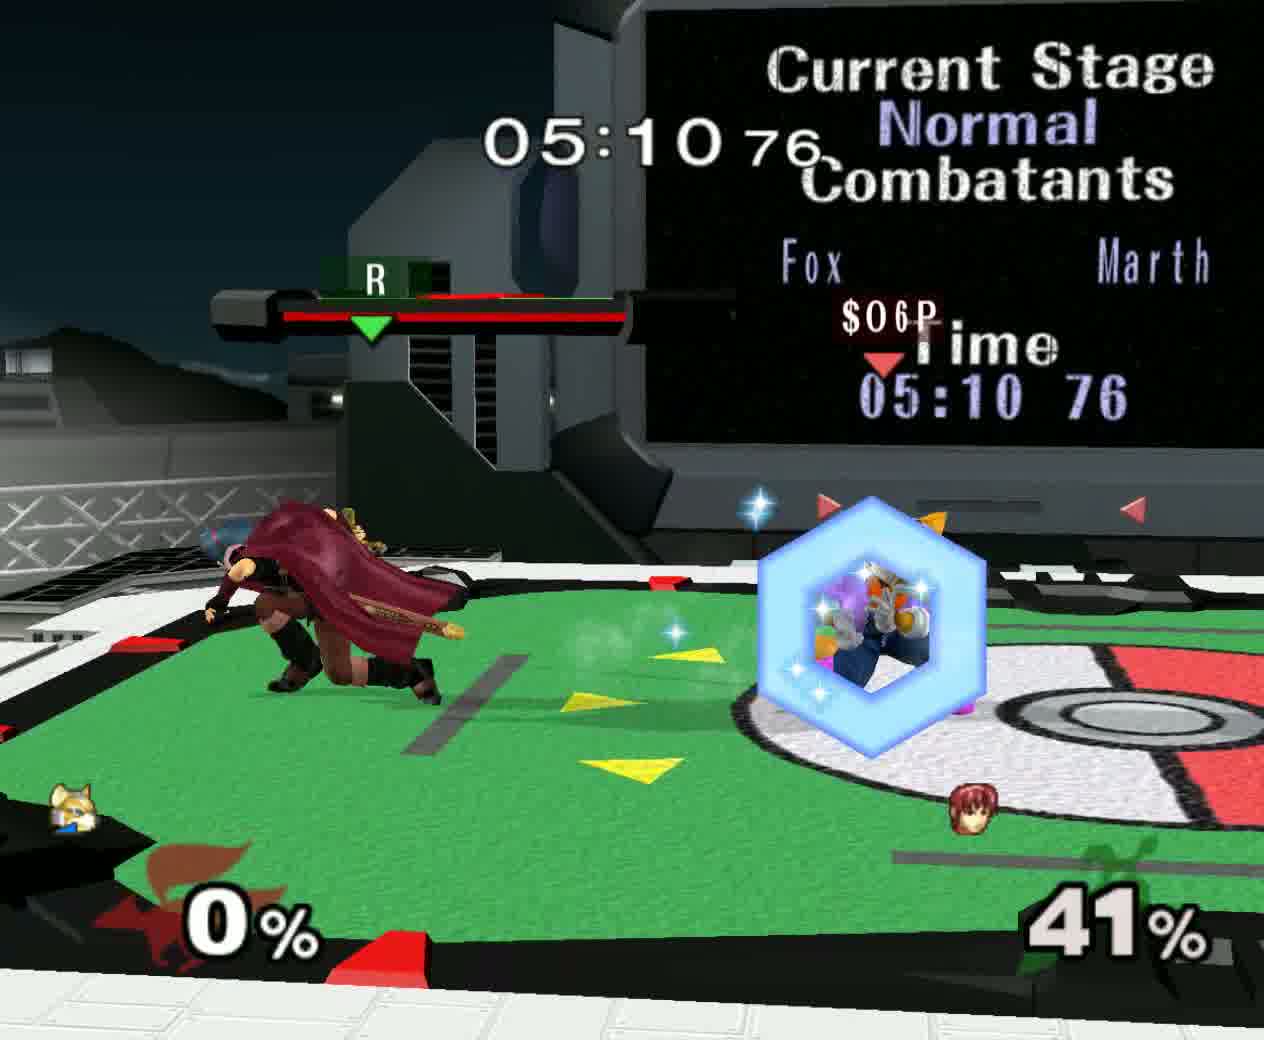 Current Stage
Normal
Combatants
Fox Marth
Time
05:10 76
05:10 76
R
$06P
0%
41%